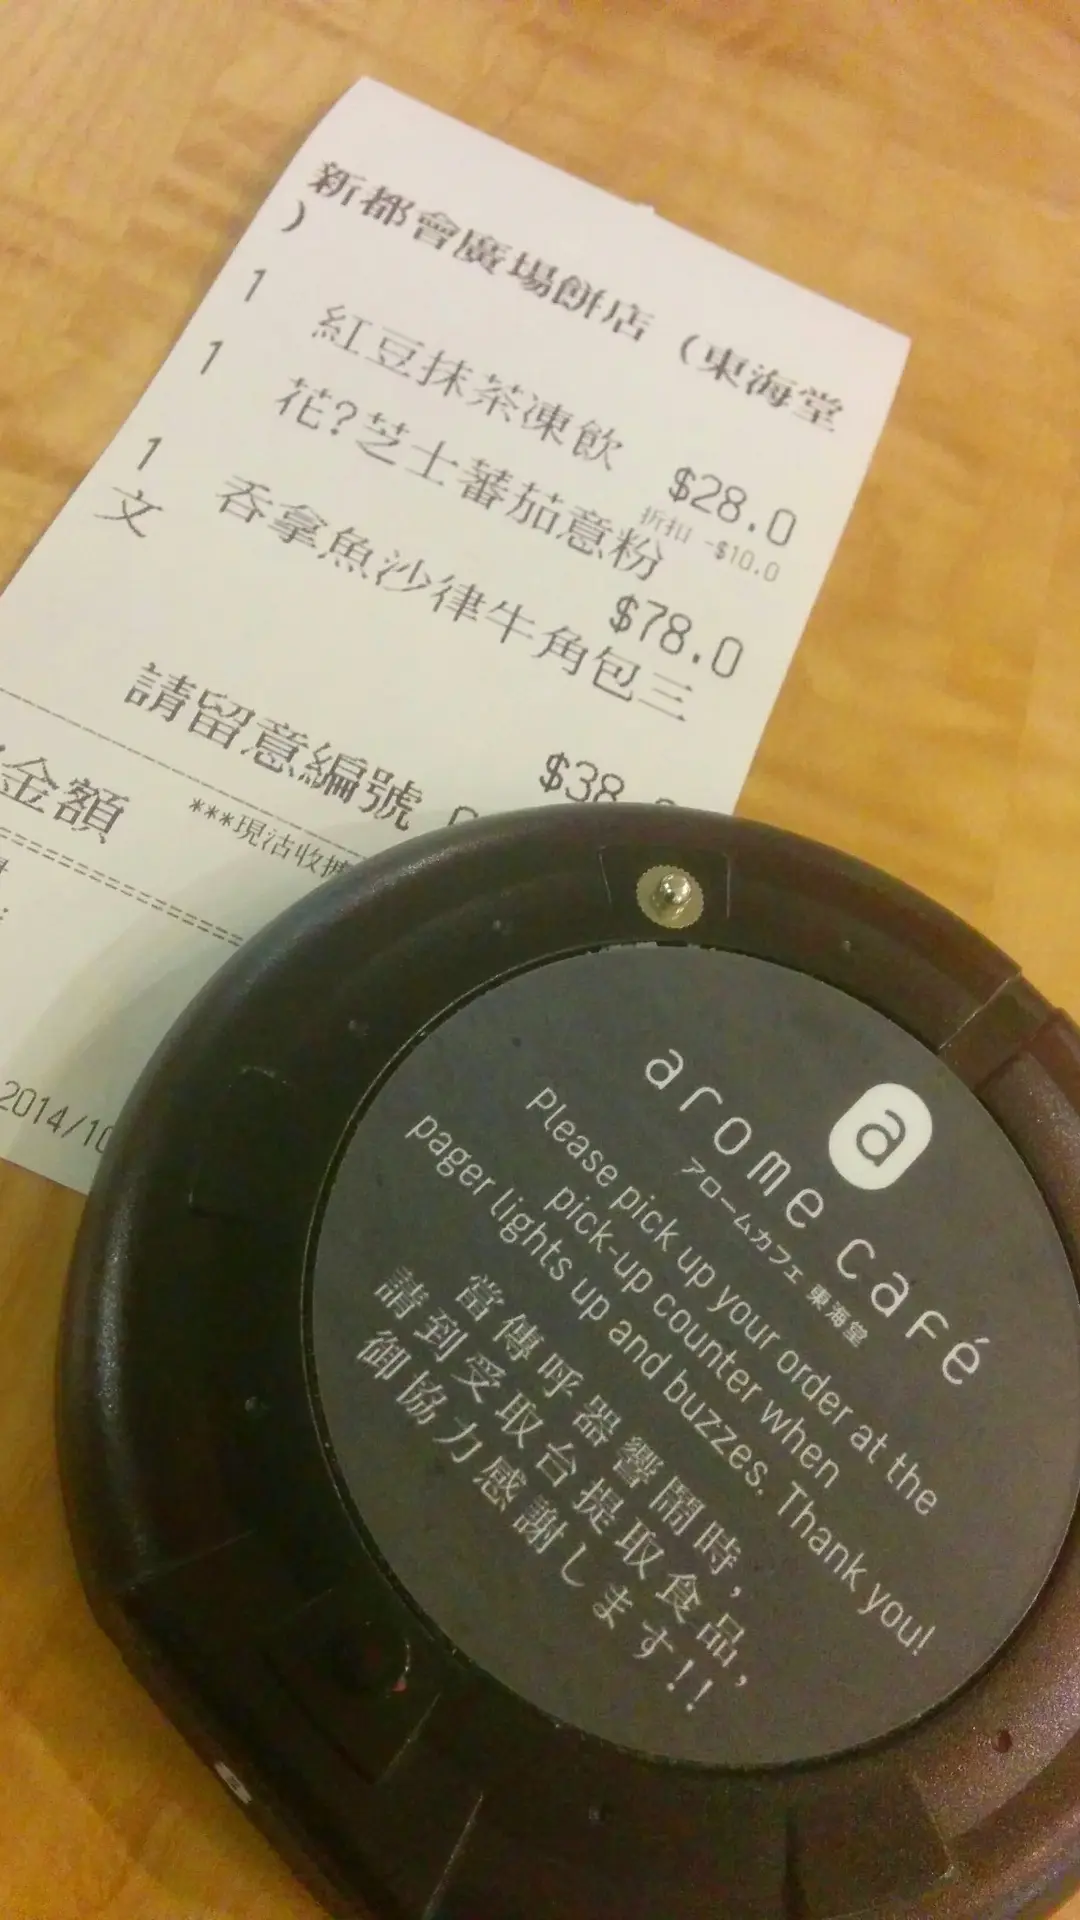 新都會廣場餅店 (東海堂
)
1 紅豆抹茶凍飲 $28.0
折扣 -$10.0
1 花?芝士蕃茄意粉
$78.0
1 吞拿魚沙律牛角包三
文
$38
請留意編號
***現沽收
金額
2014/10
a
arome café
アロームカフェ 東海堂
Please pick up your order at the
pick-up counter when
pager lights up and buzzes. Thank you!
當傳呼器響鬧時,
請到受取台提取食品,
御協力感謝します!!